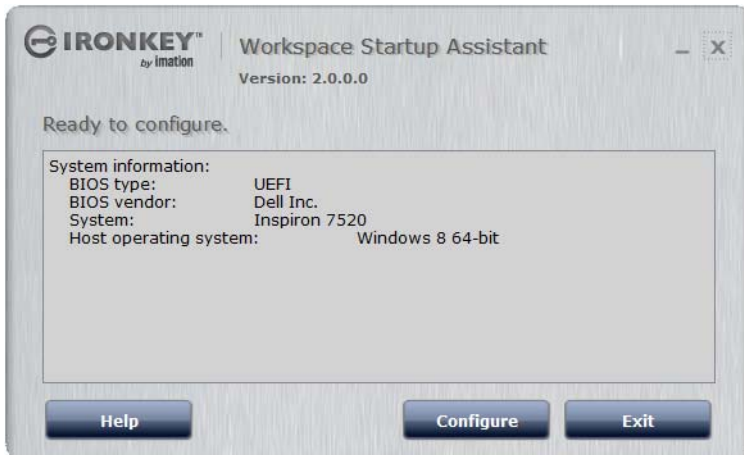 IRONKEY™
by imation
Workspace Startup Assistant
Version: 2.0.0.0
Ready to configure.
System information:
BIOS type: UEFI
BIOS vendor: Dell Inc.
System: Inspiron 7520
Host operating system: Windows 8 64-bit
Help
Configure
Exit